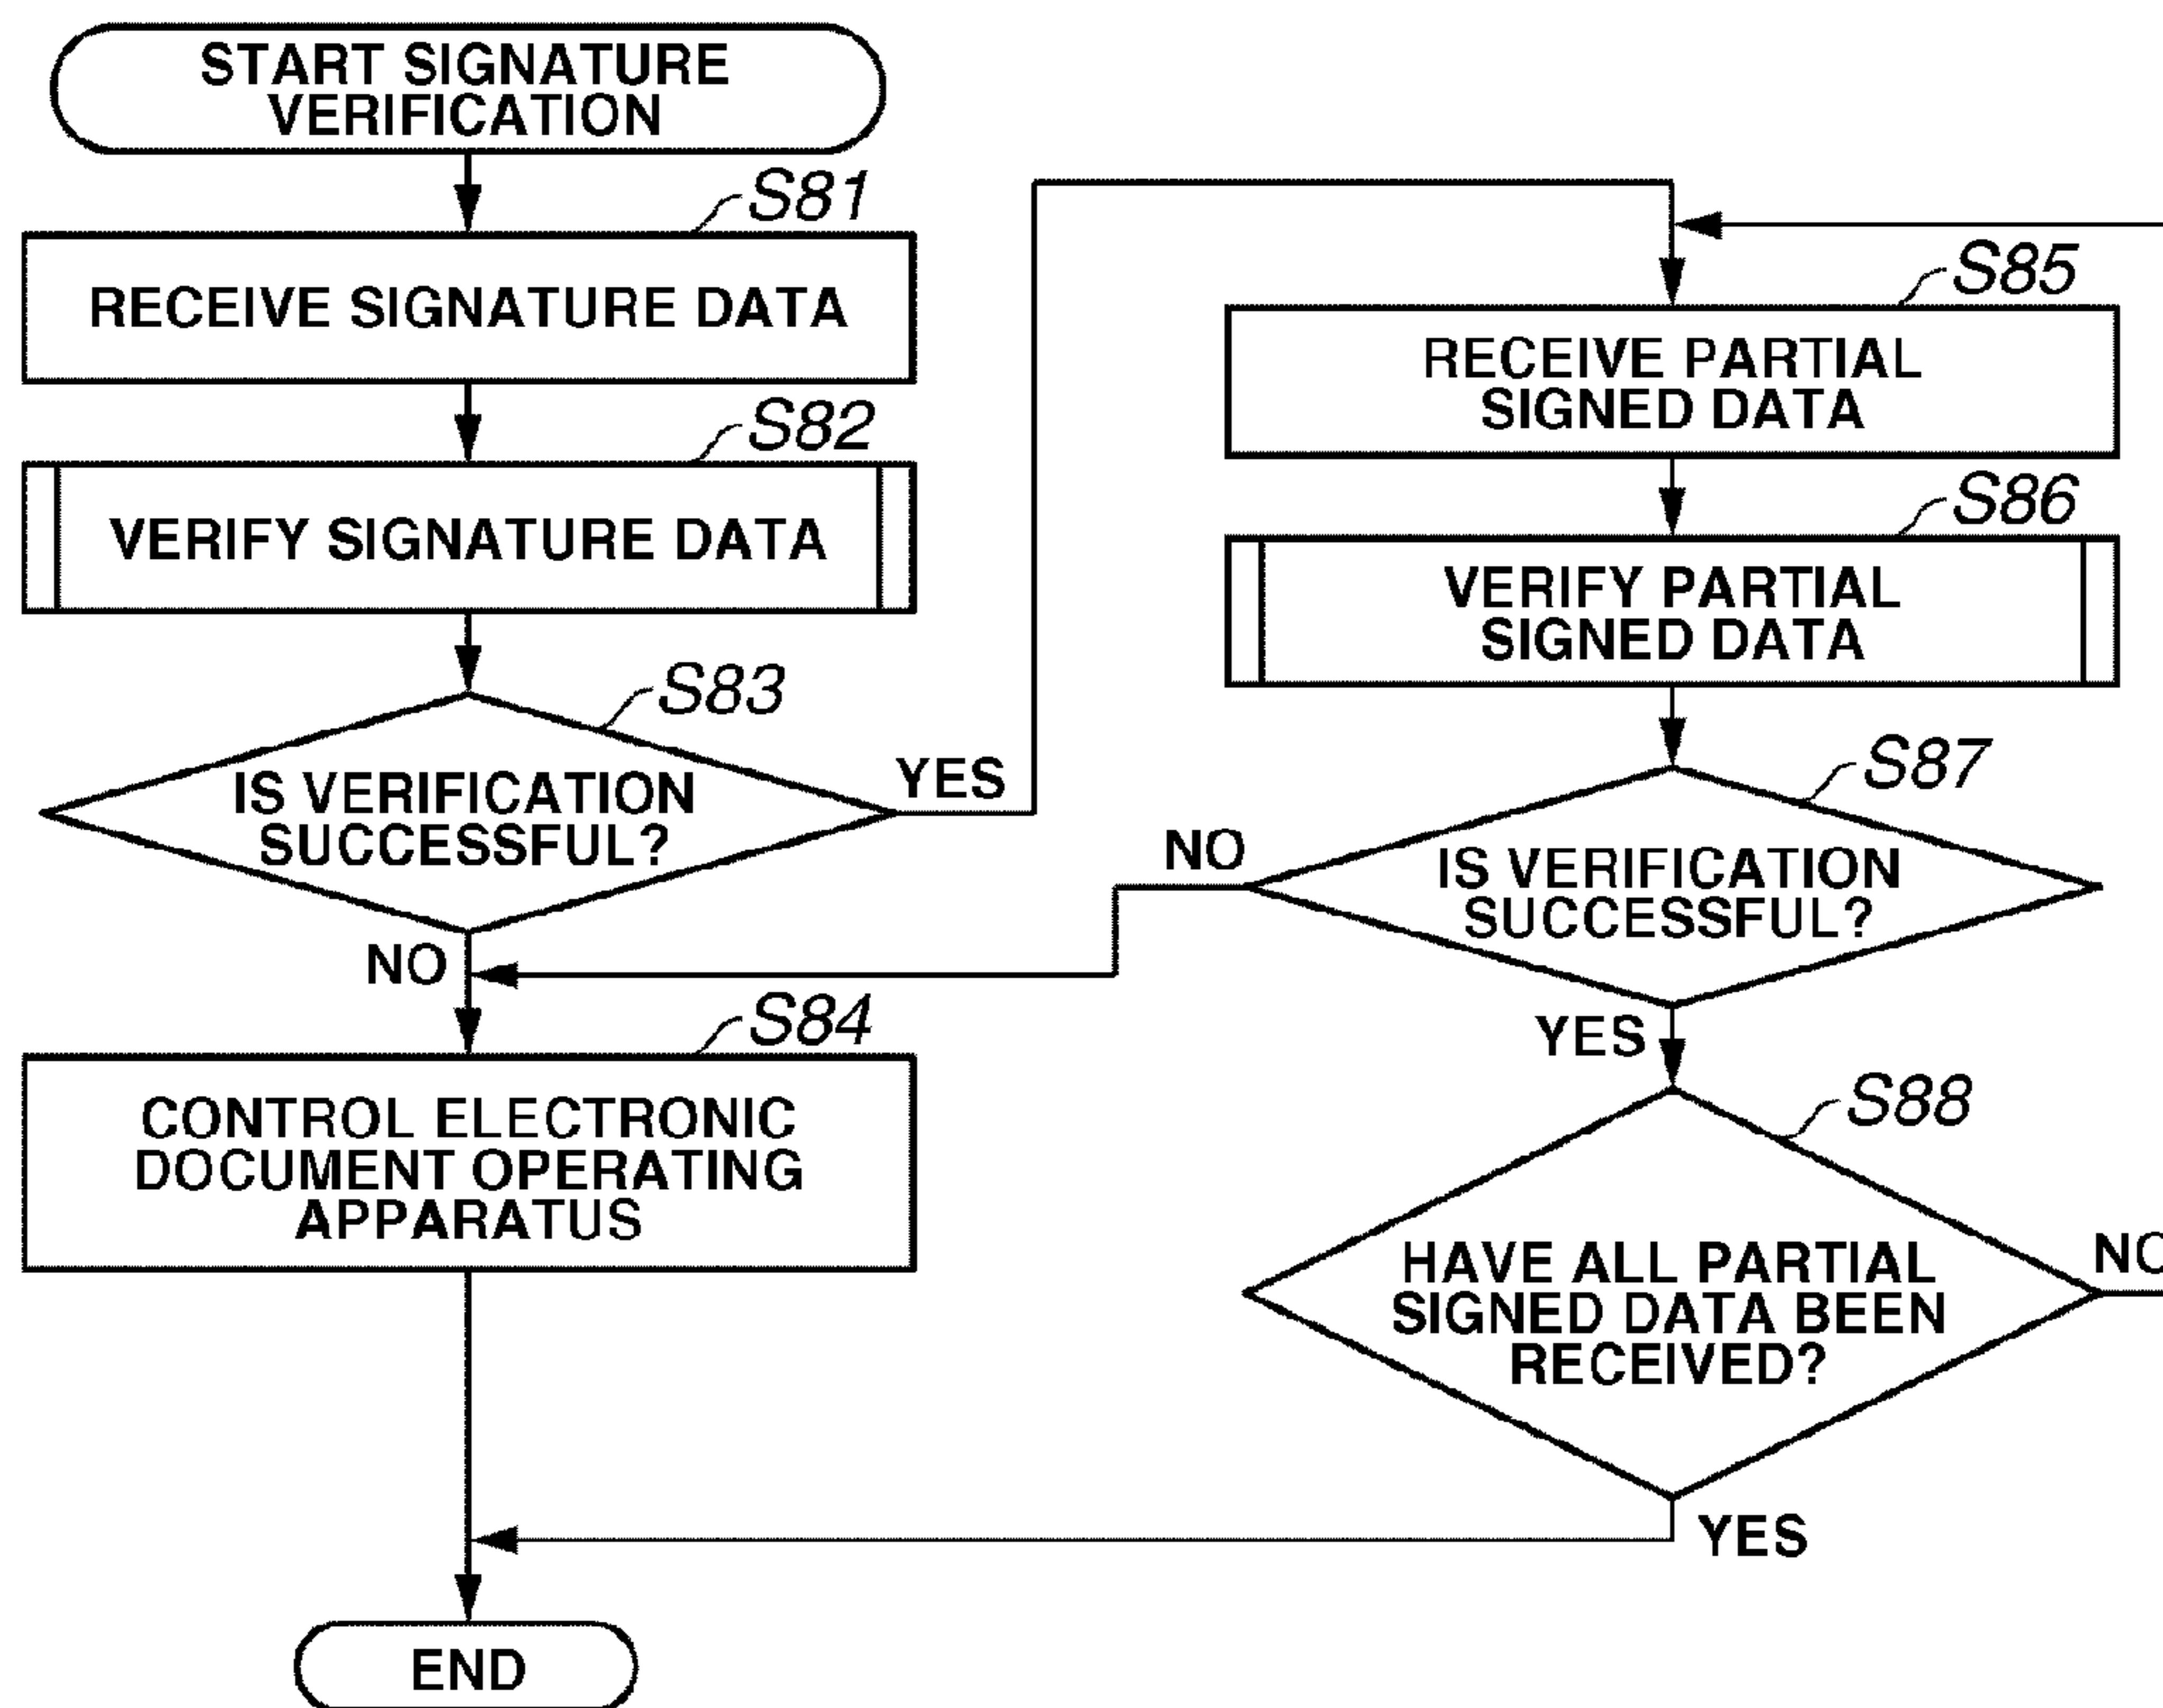 START SIGNATURE
VERIFICATION
S81
RECEIVE SIGNATURE DATA
S82
VERIFY SIGNATURE DATA
S83
IS VERIFICATION
SUCCESSFUL?
YES
NO
S84
CONTROL ELECTRONIC
DOCUMENT OPERATING
APPARATUS
END
S85
RECEIVE PARTIAL
SIGNED DATA
S86
VERIFY PARTIAL
SIGNED DATA
S87
IS VERIFICATION
SUCCESSFUL?
NO
YES
S88
HAVE ALL PARTIAL
SIGNED DATA BEEN
RECEIVED?
NO
YES